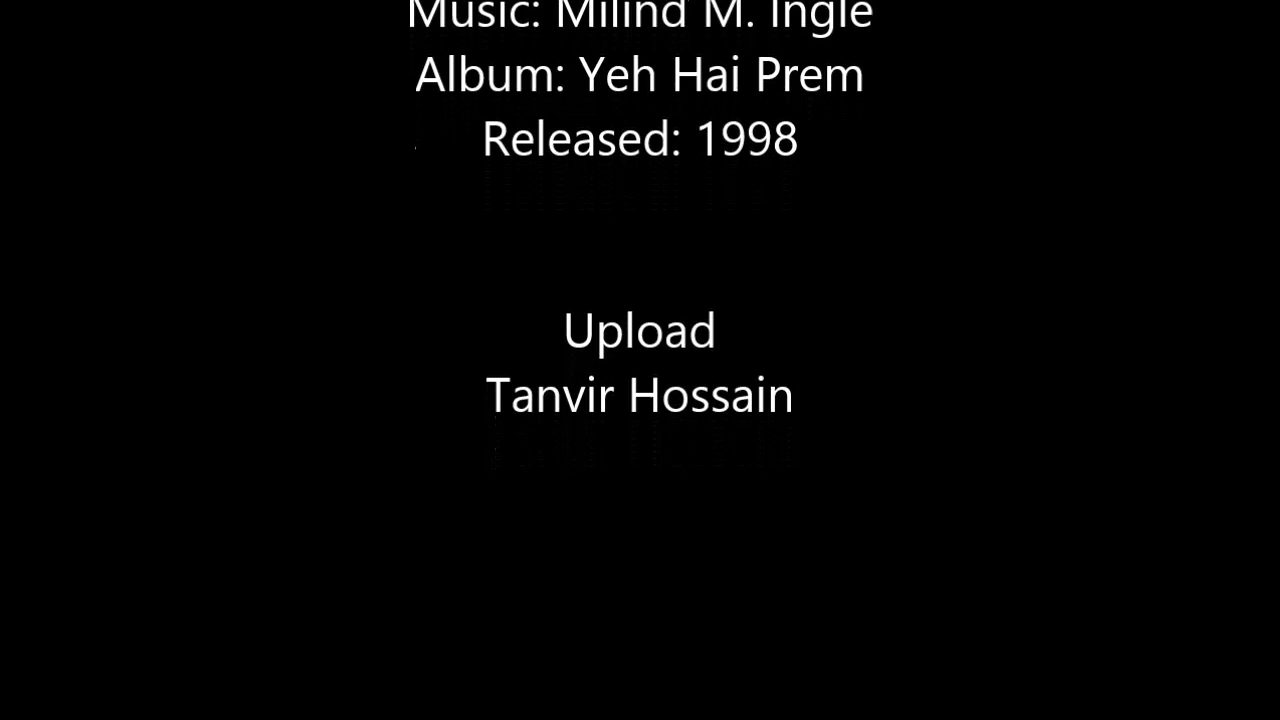 Music: Milind M. Ingle
Album: Yeh Hai Prem
Released: 1998
Upload
Tanvir Hossain